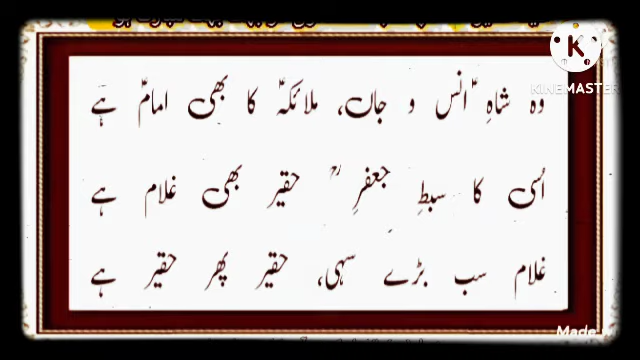 وہ شاہِ انس و جاں، ملائکہ کا بھی امام ہے
اُسی کا سبطِ جعفرِ حقیر بھی غلام ہے
غلام سب بڑے سہی، حقیر پھر حقیر ہے
KINEMASTER
Made w